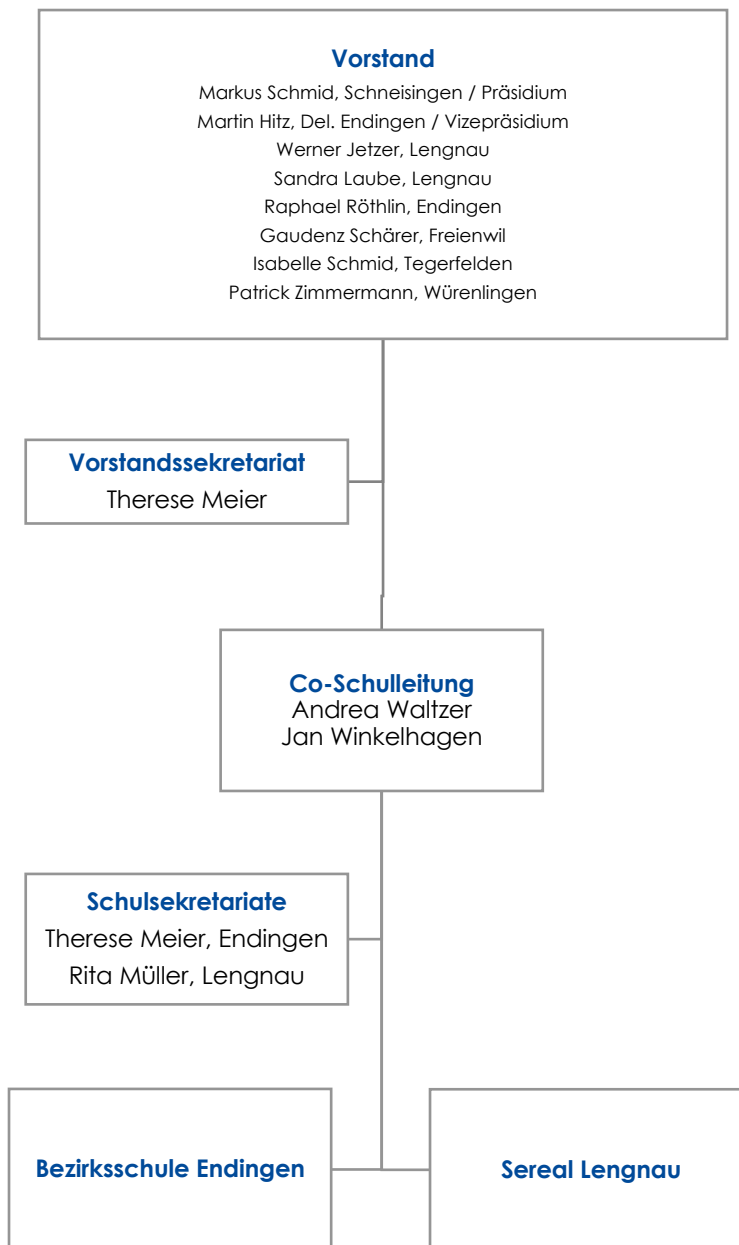 Vorstand
Markus Schmid, Schneisingen / Präsidium
Martin Hitz, Del. Endingen / Vizepräsidium
Werner Jetzer, Lengnau
Sandra Laube, Lengnau
Raphael Röthlin, Endingen
Gaudenz Schärer, Freienwil
Isabelle Schmid, Tegerfelden
Patrick Zimmermann, Würenlingen
Vorstandssekretariat
Therese Meier
Co-Schulleitung
Andrea Waltzer
Jan Winkelhagen
Schulsekretariate
Therese Meier, Endingen
Rita Müller, Lengnau
Bezirksschule Endingen
Sereal Lengnau